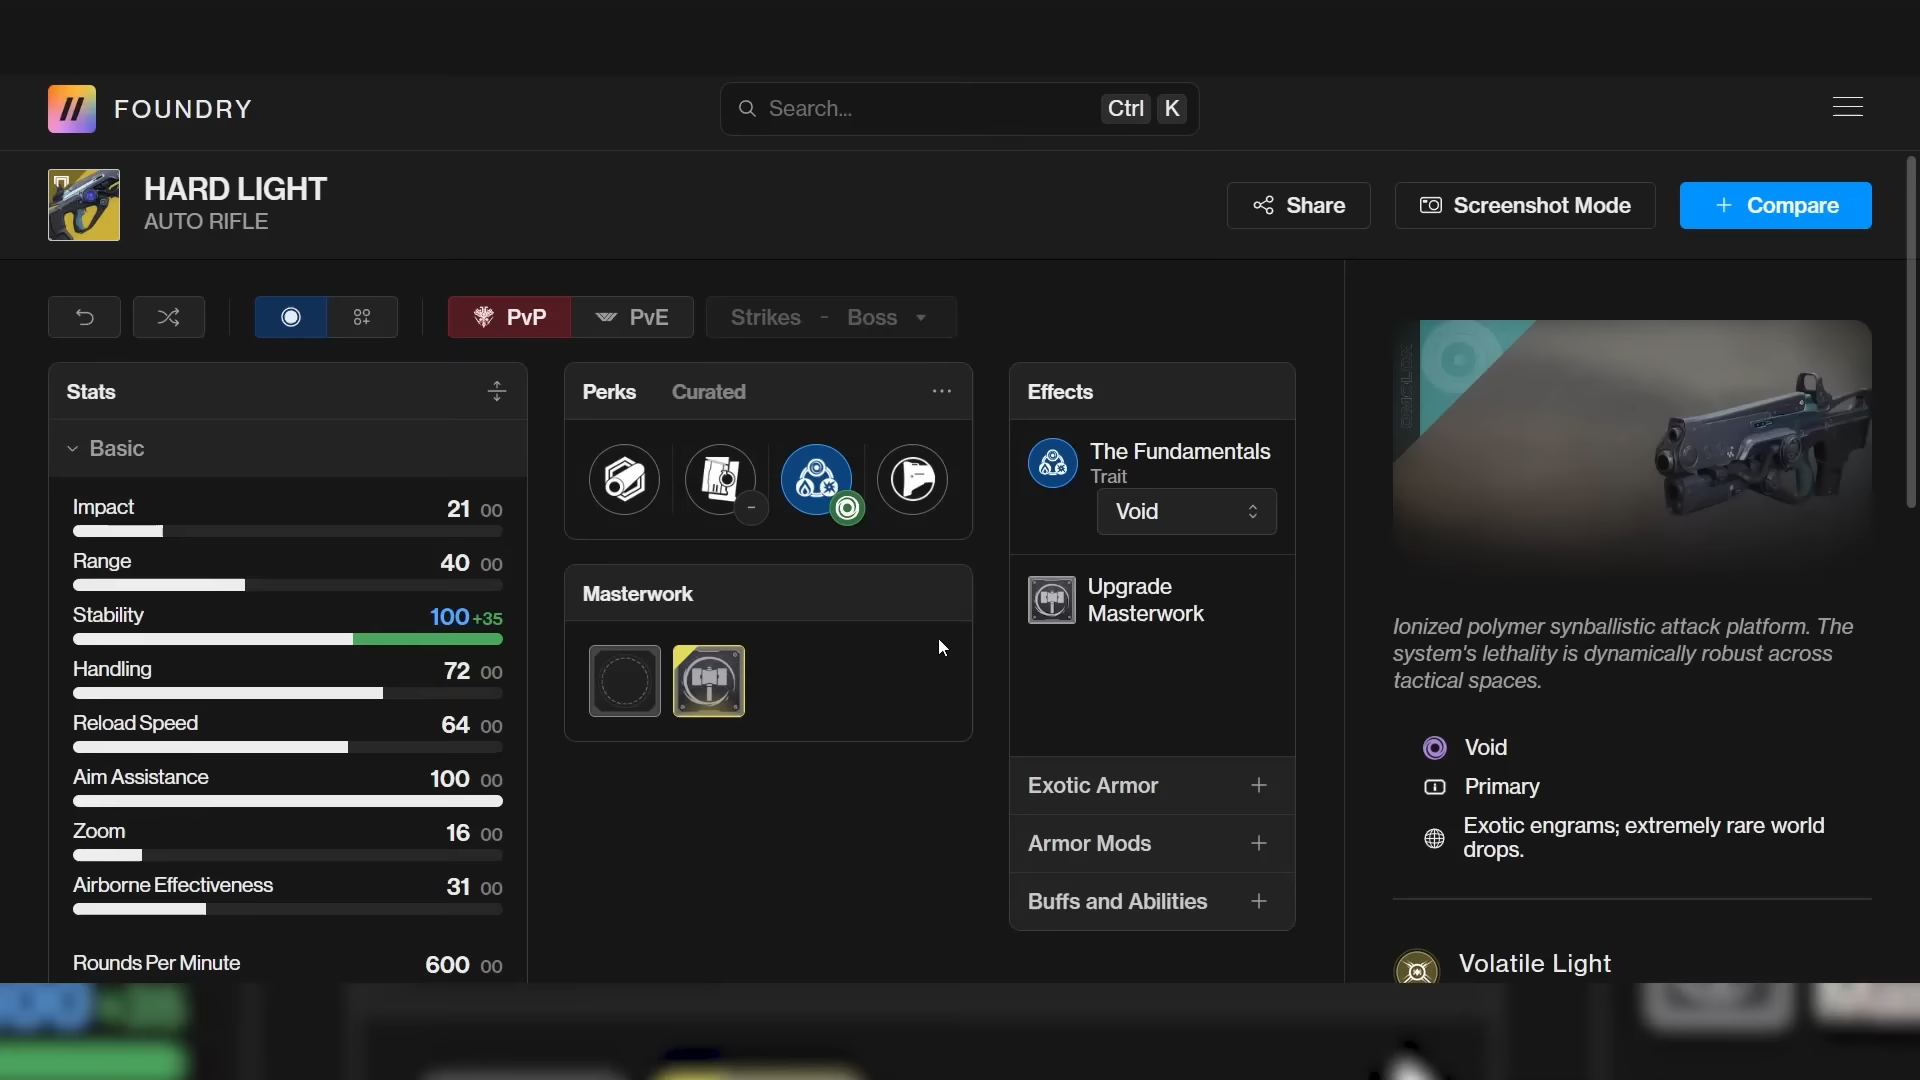 FOUNDRY
Search...
Ctrl
K
HARD LIGHT
AUTO RIFLE
Share
Screenshot Mode
+ Compare
PvP
PvE
Strikes - Boss
Stats
Basic
Impact 21 00
Range 40 00
Stability 100 +35
Handling 72 00
Reload Speed 64 00
Aim Assistance 100 00
Zoom 16 00
Airborne Effectiveness 31 00
Rounds Per Minute 600 00
Perks
Curated
...
-
Masterwork
Effects
The Fundamentals
Trait
Void
Upgrade
Masterwork
Exotic Armor +
Armor Mods +
Buffs and Abilities +
OMOLON
Ionized polymer synballistic attack platform. The
system's lethality is dynamically robust across
tactical spaces.
Void
Primary
Exotic engrams; extremely rare world
drops.
Volatile Light